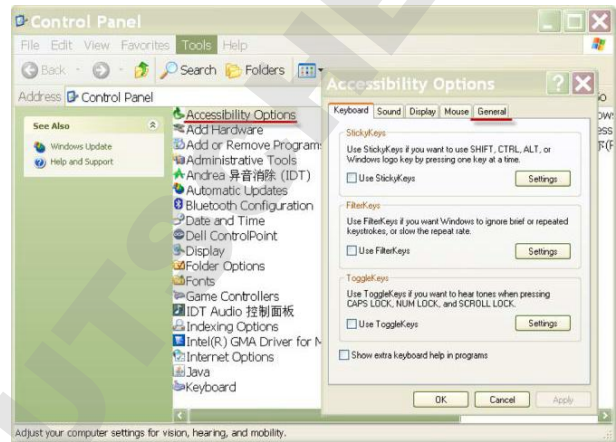 Control Panel
File Edit View Favorites Tools Help
Back Search Folders
Address Control Panel
See Also
Windows Update
Help and Support
Accessibility Options
Add Hardware
Add or Remove Program
Administrative Tools
Andrea 异音消除 (IDT)
Automatic Updates
Bluetooth Configuration
Date and Time
Dell ControlPoint
Display
Folder Options
Fonts
Game Controllers
IDT Audio 控制面板
Indexing Options
Intel(R) GMA Driver for M
Internet Options
Java
Keyboard
Adjust your computer settings for vision, hearing, and mobility.
Accessibility Options
Keyboard Sound Display Mouse General
StickyKeys
Use StickyKeys if you want to use SHIFT, CTRL, ALT, or
Windows logo key by pressing one key at a time.
Use StickyKeys Settings
FilterKeys
Use FilterKeys if you want Windows to ignore brief or repeated
keystrokes, or slow the repeat rate.
Use FilterKeys Settings
ToggleKeys
Use ToggleKeys if you want to hear tones when pressing
CAPS LOCK, NUM LOCK, and SCROLL LOCK.
Use ToggleKeys Settings
Show extra keyboard help in programs
OK Cancel Apply